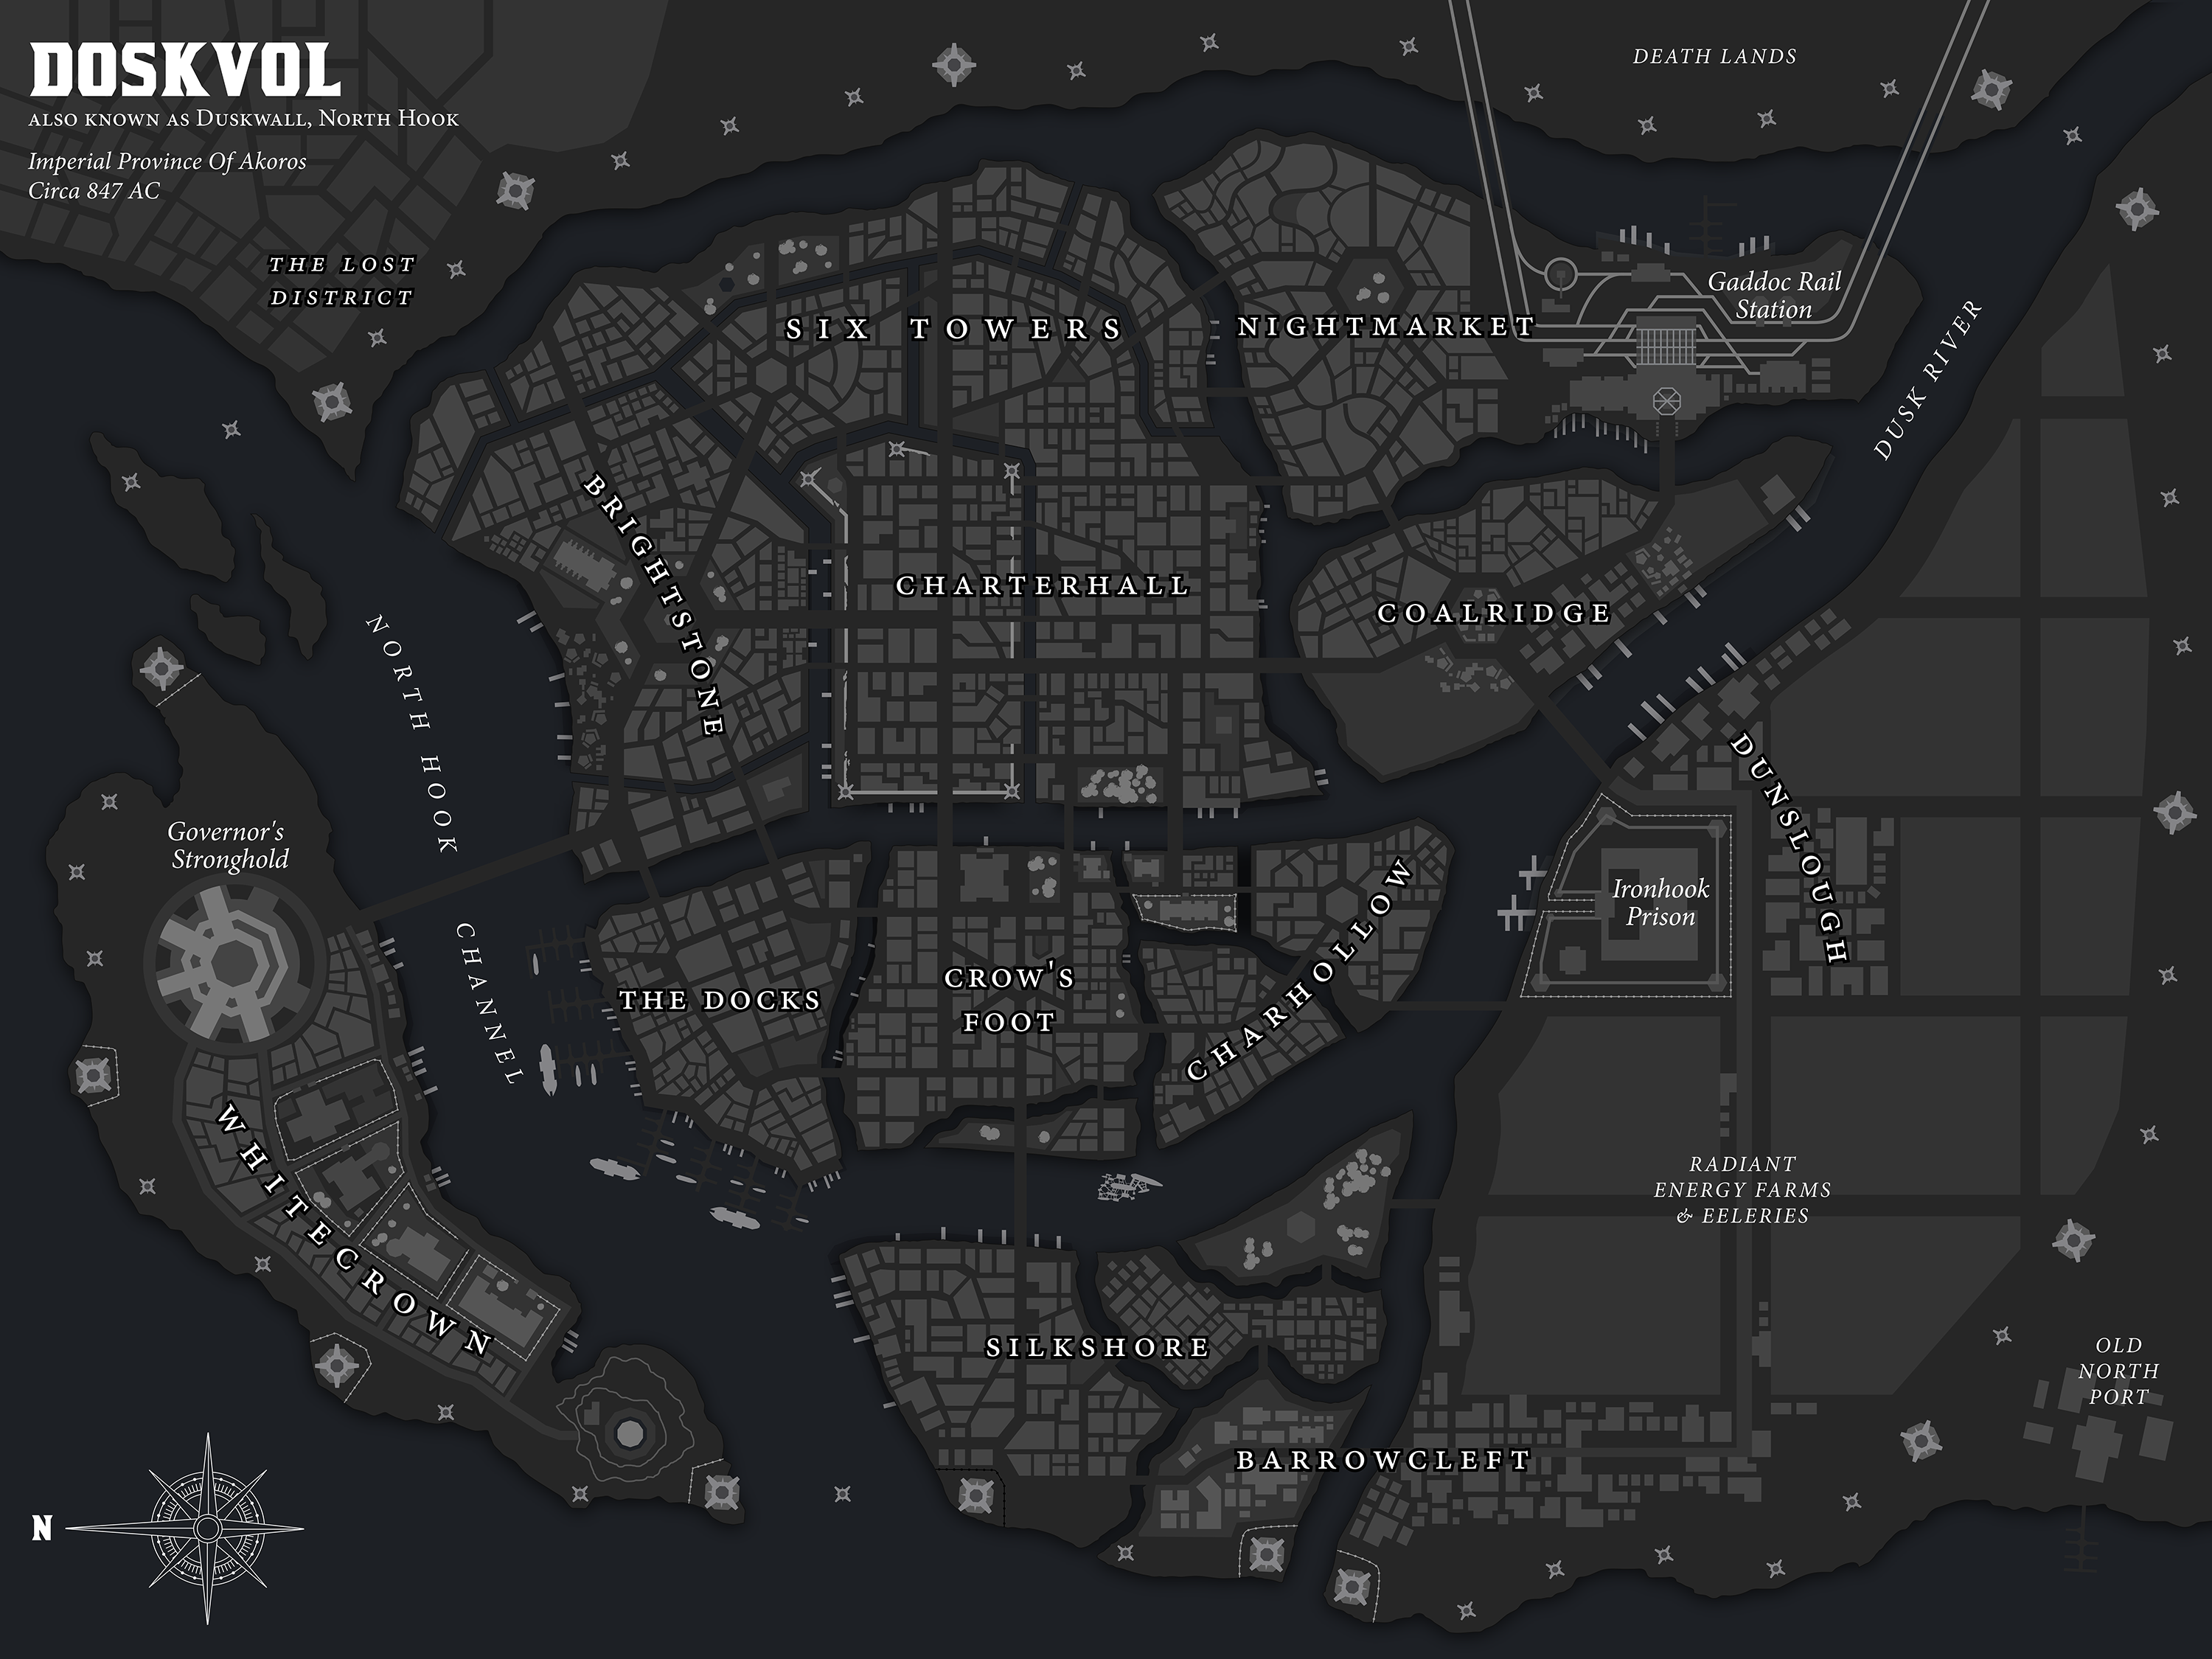 DOSKVOL
ALSO KNOWN AS DUSKWALL, NORTH HOOK
Imperial Province Of Akoros
Circa 847 AC
DEATH LANDS
THE LOST
DISTRICT
SIX TOWERS
NIGHTMARKET
Gaddoc Rail
Station
DUSK RIVER
BRIGHTSTONE
CHARTERHALL
COALRIDGE
NORTH HOOK
CHANNEL
DUNSLOUGH
Governor's
Stronghold
Ironhook
Prison
THE DOCKS
CROW'S
FOOT
CHARHOLLOW
WHITECROWN
RADIANT
ENERGY FARMS
& EELERIES
SILKSHORE
OLD
NORTH
PORT
BARROWCLEFT
N